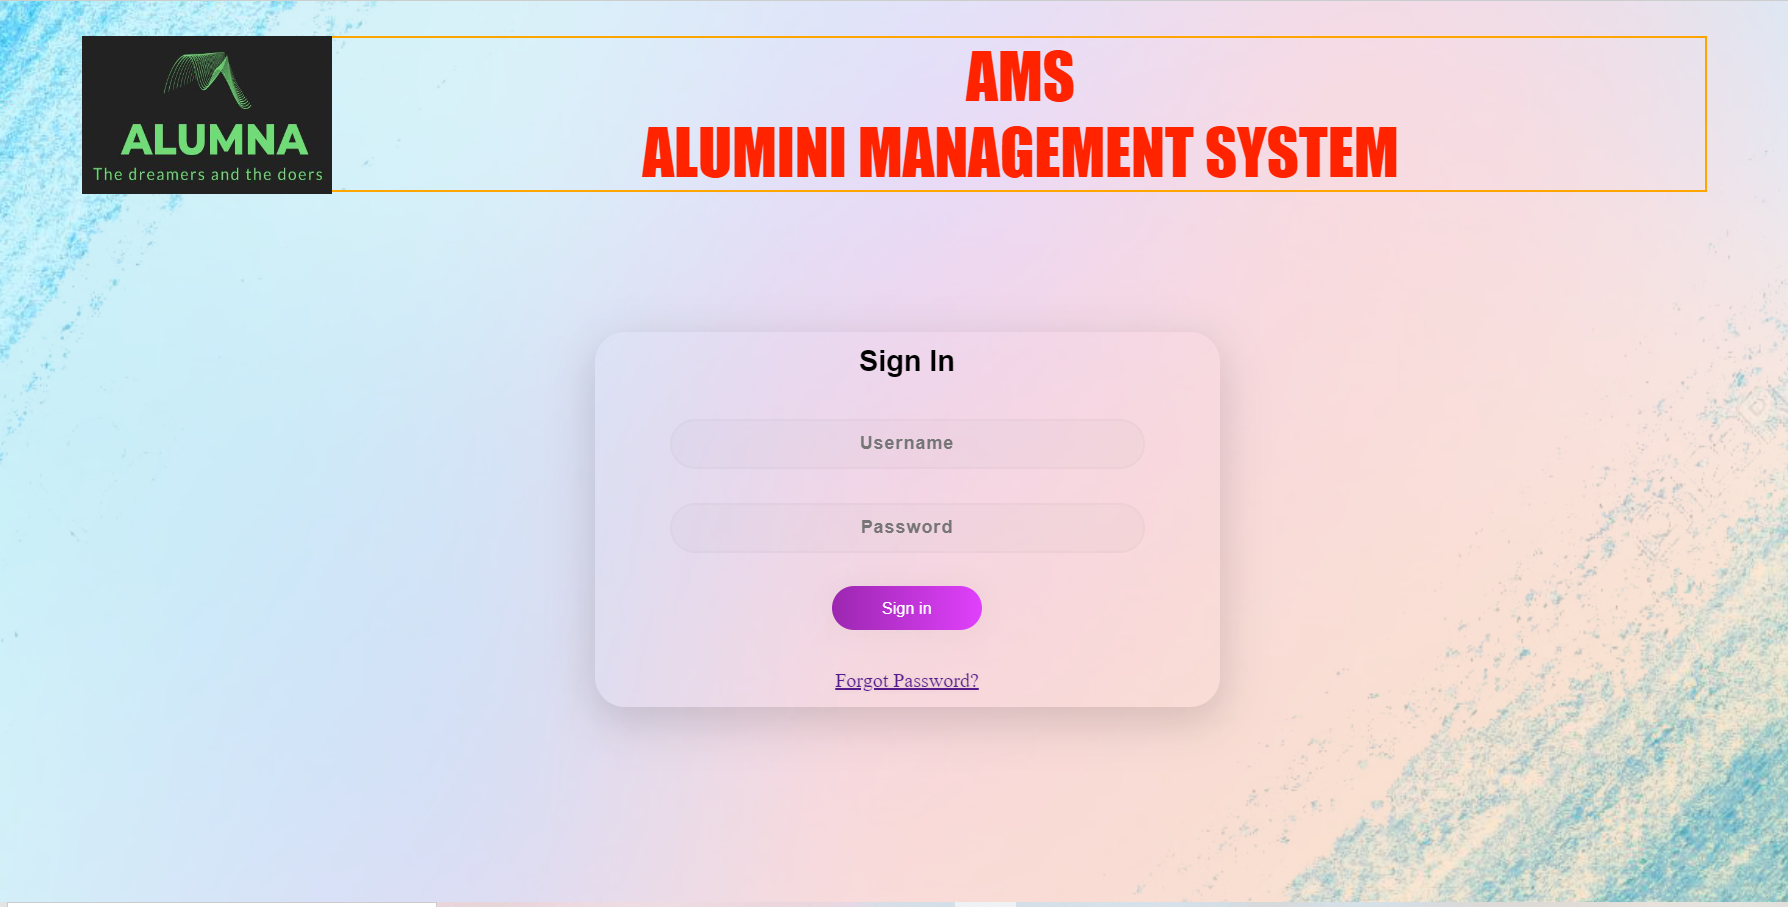 ALUMNA
The dreamers and the doers
AMS
ALUMINI MANAGEMENT SYSTEM
Sign In
Username
Password
Sign in
Forgot Password?